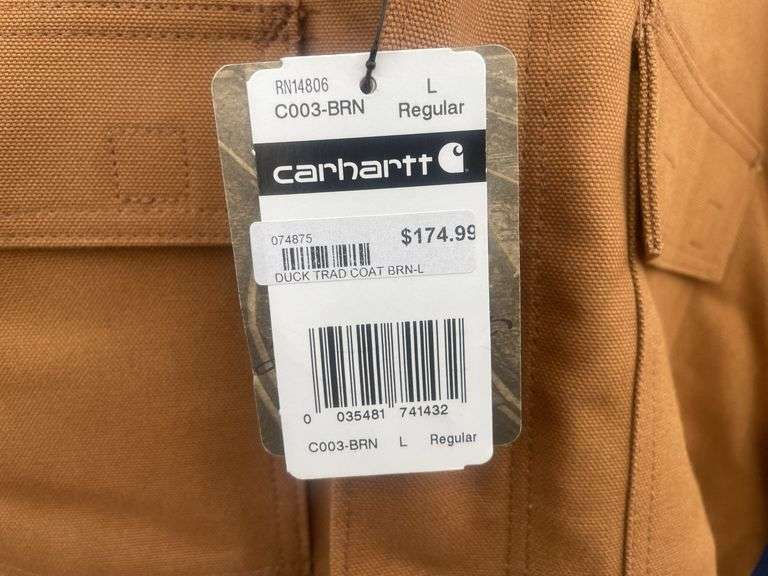 RN14806 L
C003-BRN Regular
carhartt
074875 $174.99
DUCK TRAD COAT BRN-L
0 035481 741432
C003-BRN L Regular